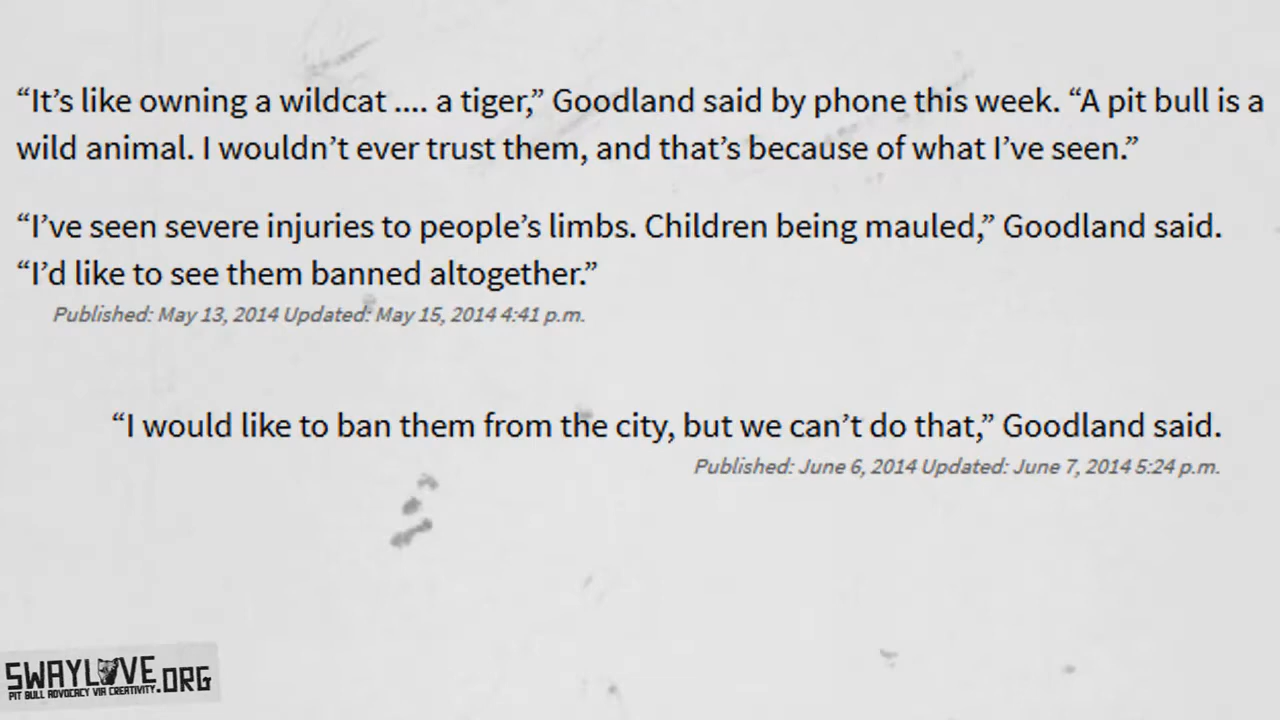 “It’s like owning a wildcat .... a tiger,” Goodland said by phone this week. “A pit bull is a
wild animal. I wouldn’t ever trust them, and that’s because of what I’ve seen.”
“I’ve seen severe injuries to people’s limbs. Children being mauled,” Goodland said.
“I’d like to see them banned altogether.”
Published: May 13, 2014 Updated: May 15, 2014 4:41 p.m.
“I would like to ban them from the city, but we can’t do that,” Goodland said.
Published: June 6, 2014 Updated: June 7, 2014 5:24 p.m.
SWAYLOVE.ORG
PIT BULL ADVOCACY VIA CREATIVITY